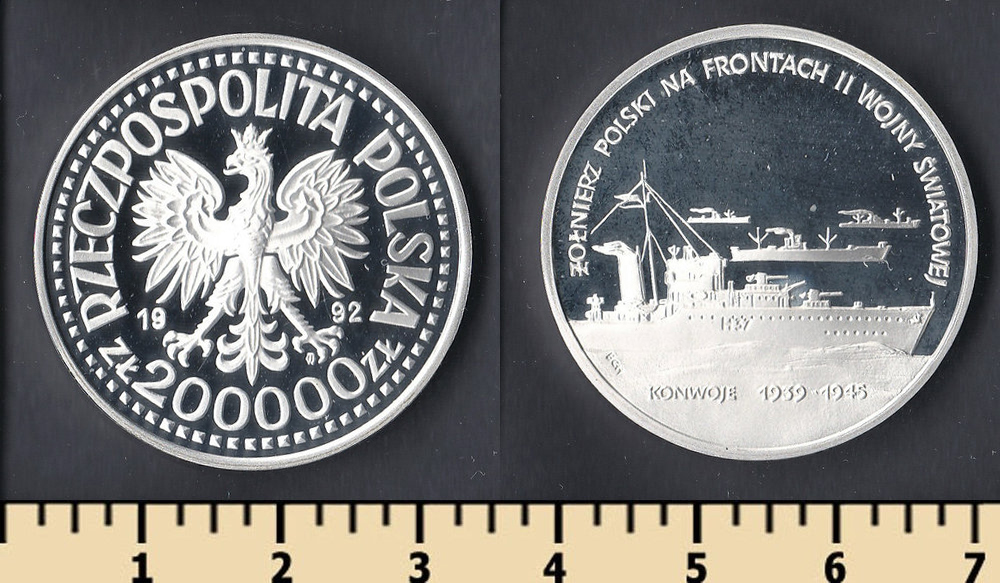 RZECZPOSPOLITA POLSKA
19 92
ZŁ 200000 ZŁ
ŻOŁNIERZ POLSKI NA FRONTACH II WOJNY ŚWIATOWEJ
H37
KONWOJE 1939-1945
1 2 3 4 5 6 7